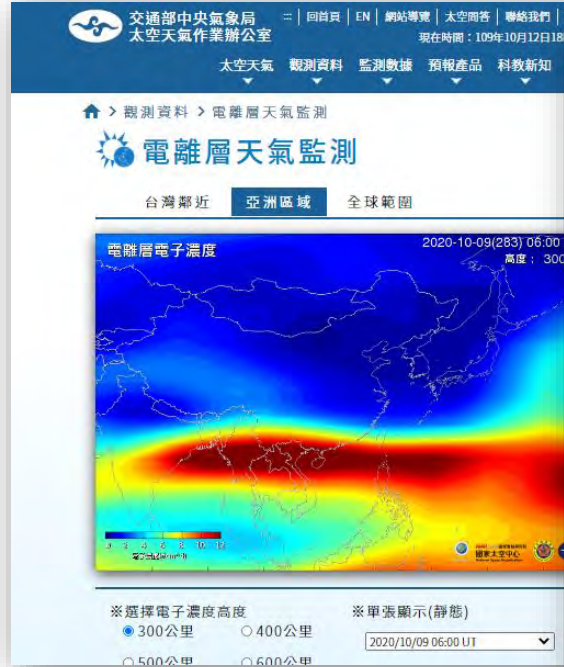 交通部中央氣象局
太空天氣作業辦公室
::: | 回首頁 | EN | 網站導覽 | 太空問答 | 聯絡我們 |
現在時間：109年10月12日18
太空天氣 觀測資料 監測數據 預報產品 科教新知
> 觀測資料 > 電離層天氣監測
電離層天氣監測
台灣鄰近 亞洲區域 全球範圍
電離層電子濃度
2020-10-09(283) 06:00
高度： 300
0 2 4 6 8 10 12
國家太空中心
※選擇電子濃度高度
※單張顯示(靜態)
300公里 400公里
2020/10/09 06:00 UT
500公里 600公里